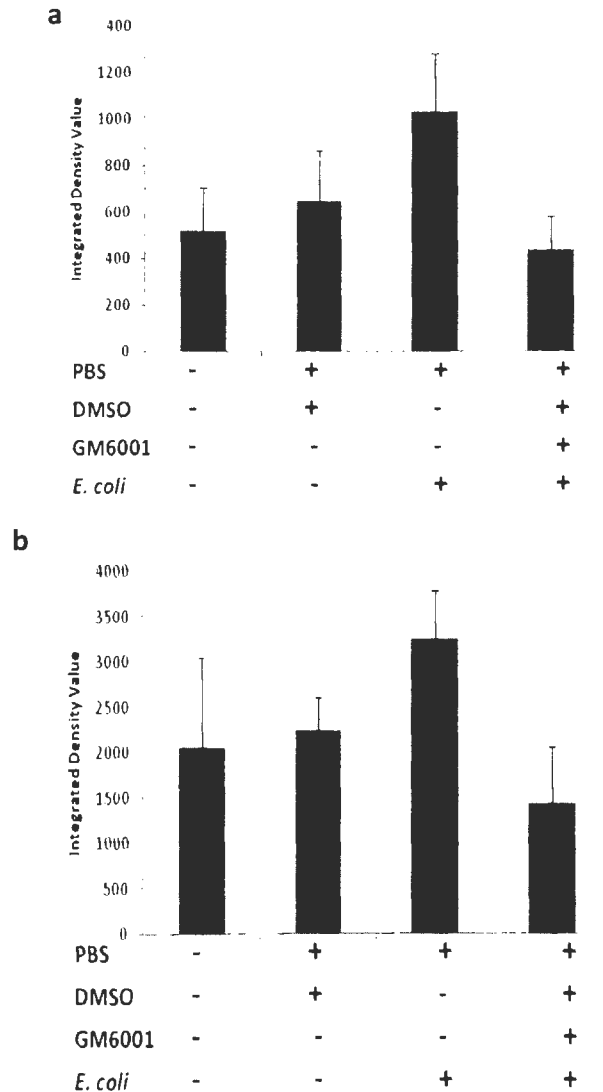 a
400
1200
1000
800
600
400
200
0
Integrated Density Value
PBS - + + +
DMSO - + - +
GM6001 - - - +
E. coli - - + +
b
4000
3500
3000
2500
2000
1500
1000
500
0
Integrated Density Value
PBS - + + +
DMSO - + - +
GM6001 - - - +
E. coli - - + +